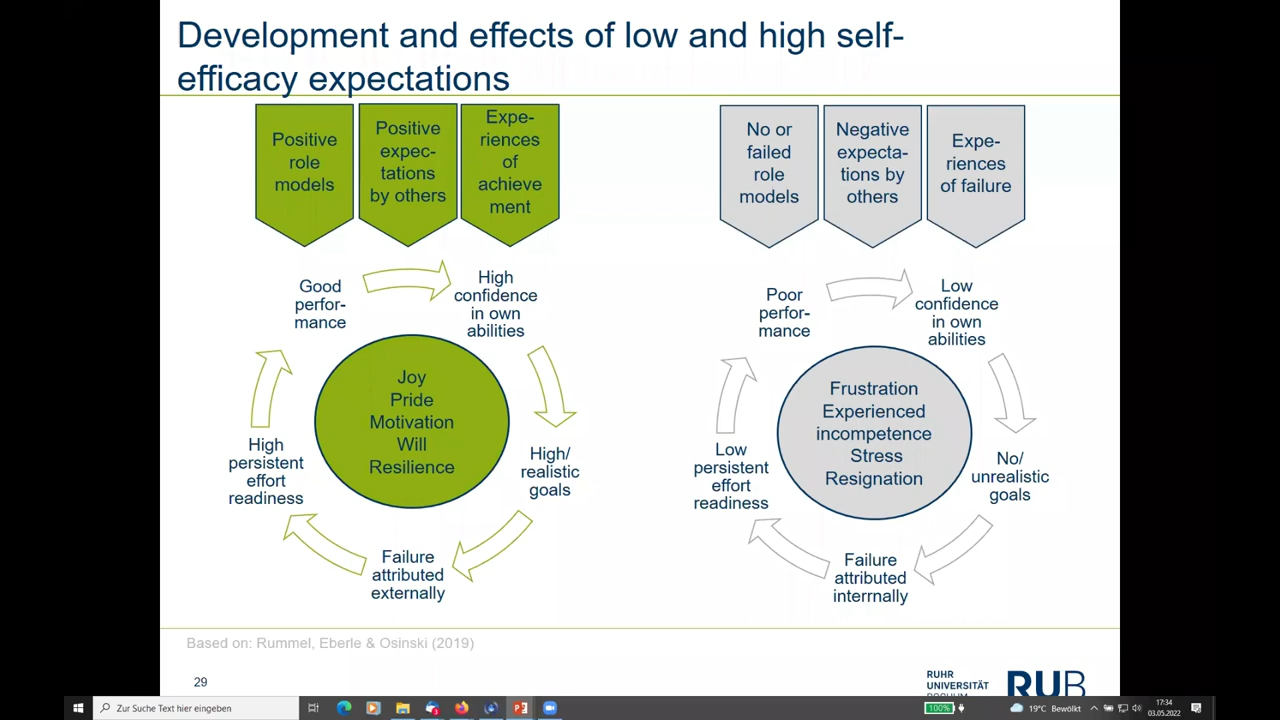 Development and effects of low and high self-
efficacy expectations
Positive
role
models
Positive
expec-
tations
by others
Expe-
riences
of
achieve
ment
No or
failed
role
models
Negative
expecta-
tions by
others
Expe-
riences
of failure
Good
perfor-
mance
High
confidence
in own
abilities
High/
realistic
goals
Failure
attributed
externally
High
persistent
effort
readiness
Joy
Pride
Motivation
Will
Resilience
Poor
perfor-
mance
Low
confidence
in own
abilities
No/
unrealistic
goals
Failure
attributed
interrnally
Low
persistent
effort
readiness
Frustration
Experienced
incompetence
Stress
Resignation
Based on: Rummel, Eberle & Osinski (2019)
29
RUHR
UNIVERSITÄT
BOCHUM
RUB
Zur Suche Text hier eingeben
100%
19°C Bewölkt
17:34
03.05.2022